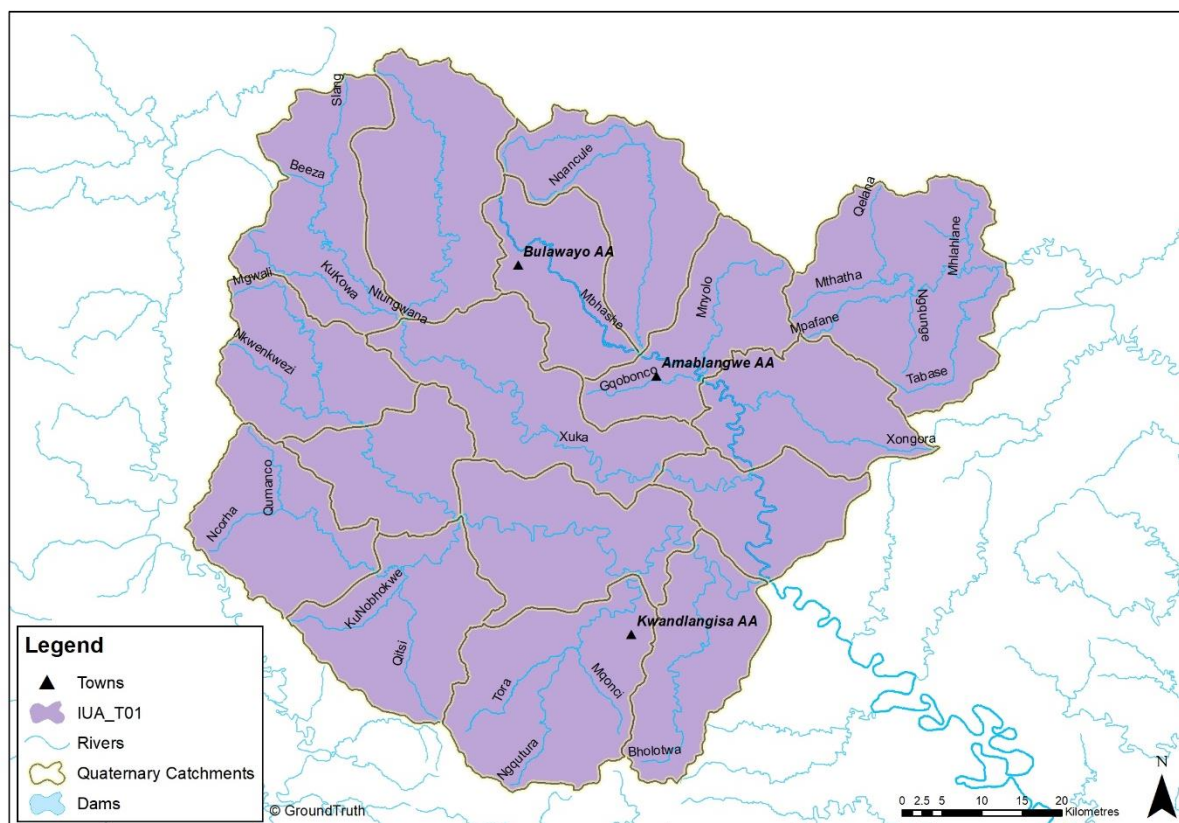 Slang
Beeza
Nqancule
Qelana
Mhlahlane
Bulawayo AA
Mgwali
KuKowa
Ntungwana
Mbhashe
Mnyolo
Mthatha
Mpafane
Ngqunge
Nkwenkwezi
Gqobonco
Amablangwe AA
Tabase
Xuka
Xongora
Qumanco
Ncorha
KuNobhokwe
Qitsi
Kwandlangisa AA
Tora
Mqonci
Ngqutura
Bholotwa
Legend
Towns
IUA_T01
Rivers
Quaternary Catchments
Dams
© GroundTruth
N
0 2.5 5 10 15 20
Kilometres